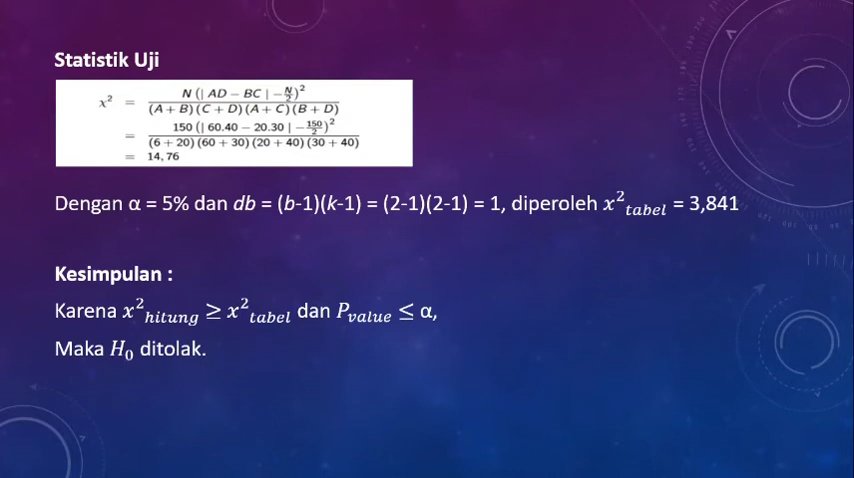 Statistik Uji
χ² = N (| AD − BC | −N/2)² / (A + B) (C + D) (A + C) (B + D)
= 150 (| 60.40 − 20.30 | −150/2)² / (6 + 20) (60 + 30) (20 + 40) (30 + 40)
= 14, 76
Dengan α = 5% dan db = (b-1)(k-1) = (2-1)(2-1) = 1, diperoleh x²tabel = 3,841
Kesimpulan :
Karena x²hitung ≥ x²tabel dan Pvalue ≤ α,
Maka H₀ ditolak.